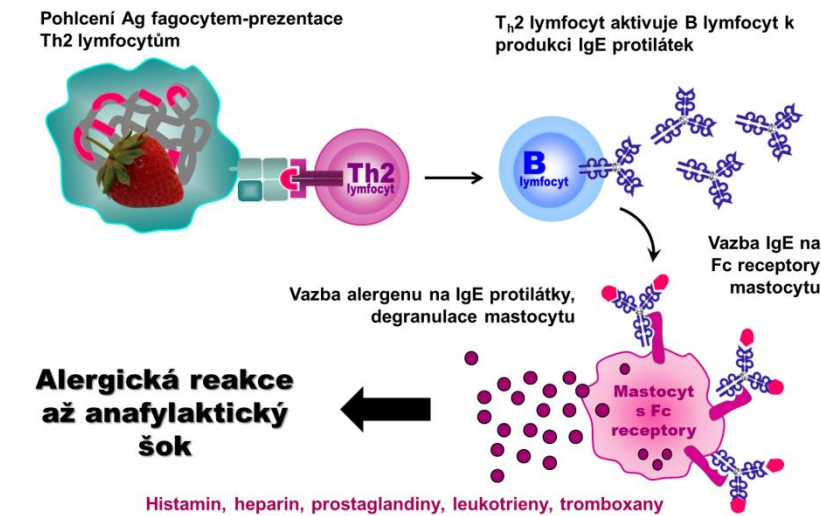 Pohlcení Ag fagocytem-prezentace
Th2 lymfocytům
Th2 lymfocyt aktivuje B lymfocyt k
produkci IgE protilátek
Th2
lymfocyt
B
lymfocyt
Vazba IgE na
Fc receptory
mastocytu
Vazba alergenu na IgE protilátky,
degranulace mastocytu
Alergická reakce
až anafylaktický
šok
Mastocyt
s Fc
receptory
Histamin, heparin, prostaglandiny, leukotrieny, tromboxany